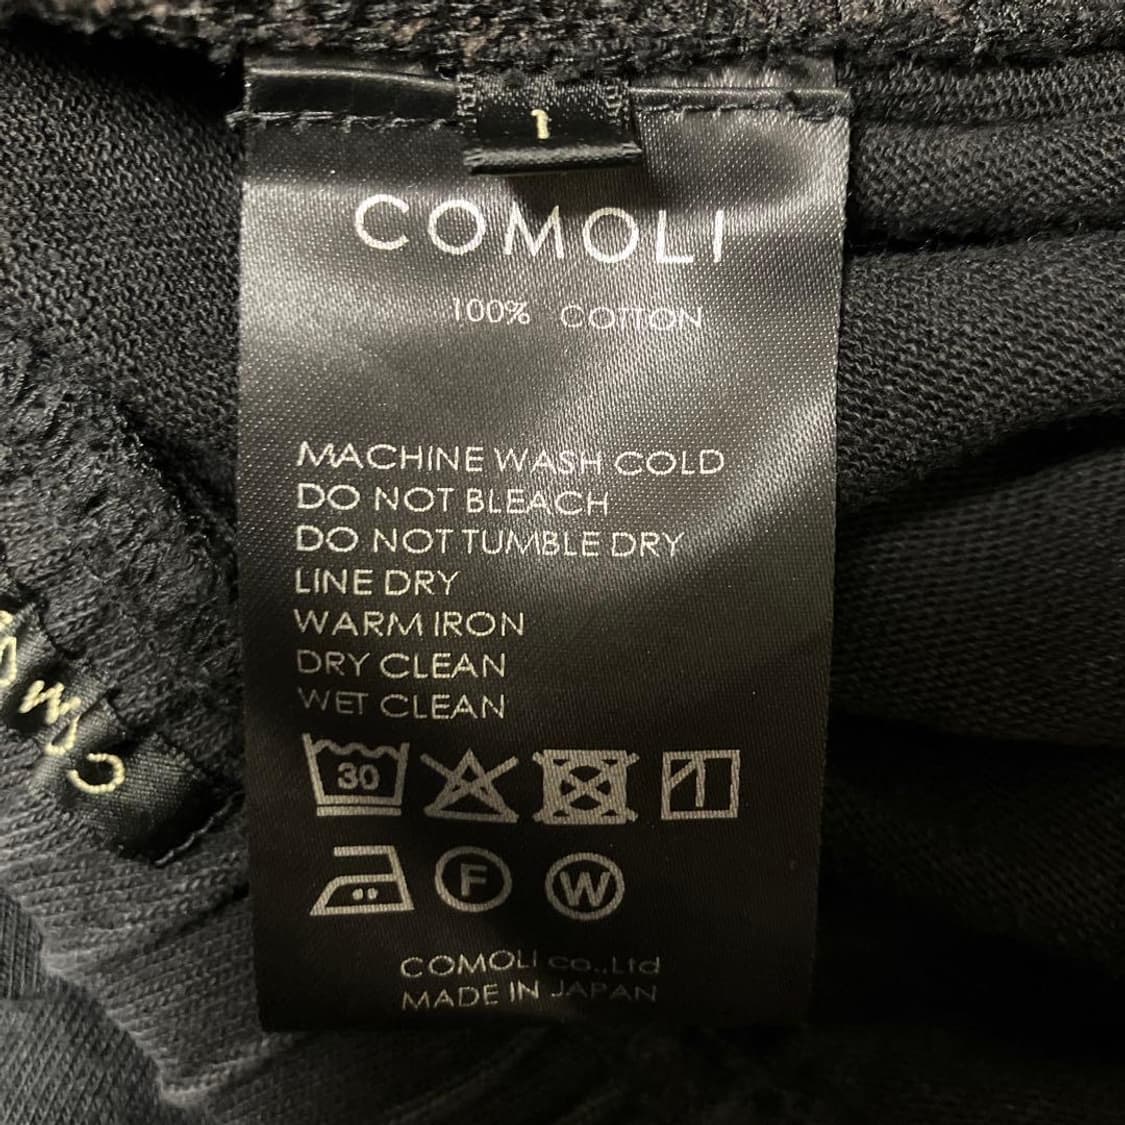 1
COMOLI
100% COTTON
MACHINE WASH COLD
DO NOT BLEACH
DO NOT TUMBLE DRY
LINE DRY
WARM IRON
DRY CLEAN
WET CLEAN
30
F W
COMOLI co.,Ltd
MADE IN JAPAN